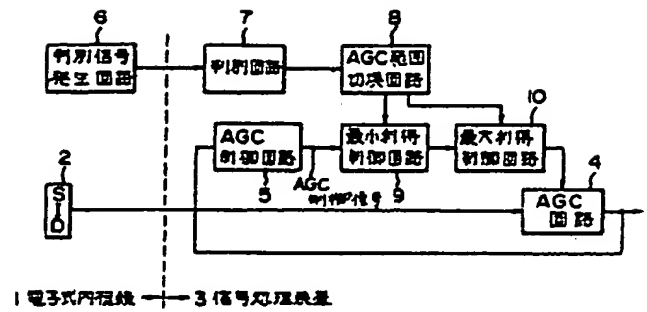 6
判別信号
発生回路
7
判別回路
8
AGC範囲
切換回路
AGC
制御回路
5
AGC
制御信号
最小利得
制御回路
9
10
最大利得
制御回路
2
SID
4
AGC
回路
1 電子式内視鏡
3 信号処理装置